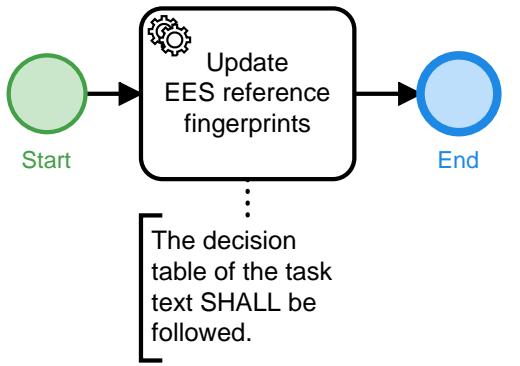 Update
EES reference
fingerprints
Start
End
The decision
table of the task
text SHALL be
followed.